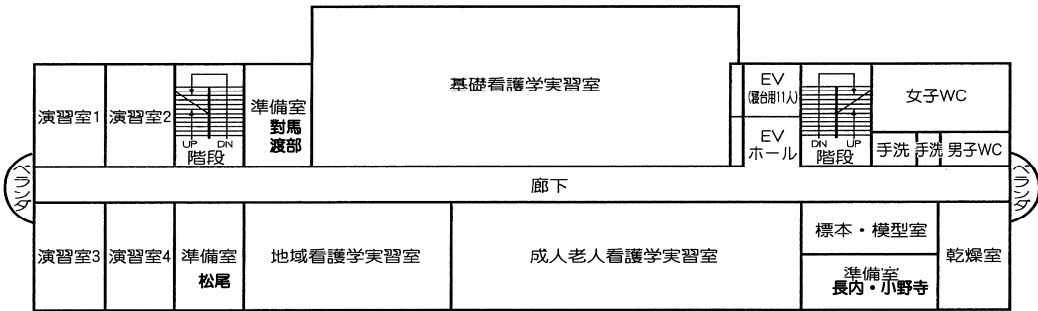 基礎看護学実習室
演習室1
演習室2
UP
DN
階段
準備室
對馬
渡部
EV
(寝台用11人)
EV
ホール
DN
UP
階段
女子WC
手洗
手洗
男子WC
ベランダ
廊下
ベランダ
演習室3
演習室4
準備室
松尾
地域看護学実習室
成人老人看護学実習室
標本・模型室
準備室
長内・小野寺
乾燥室